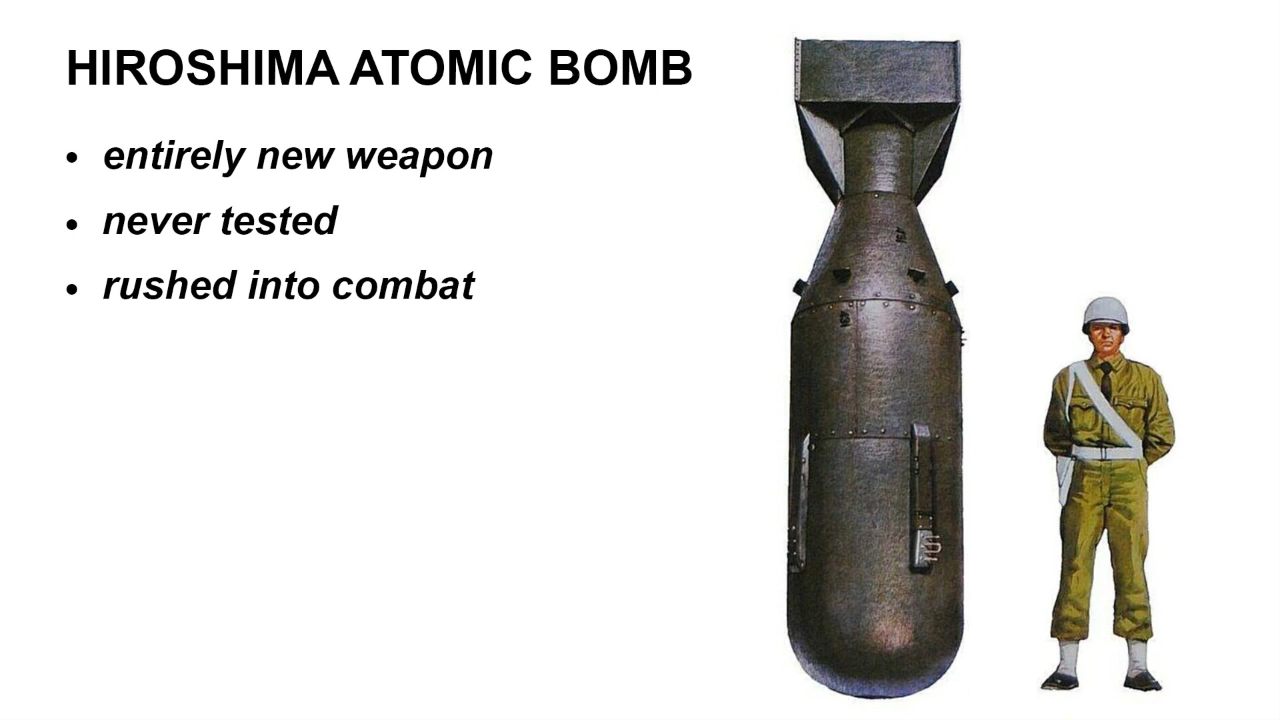 HIROSHIMA ATOMIC BOMB
• entirely new weapon
• never tested
• rushed into combat